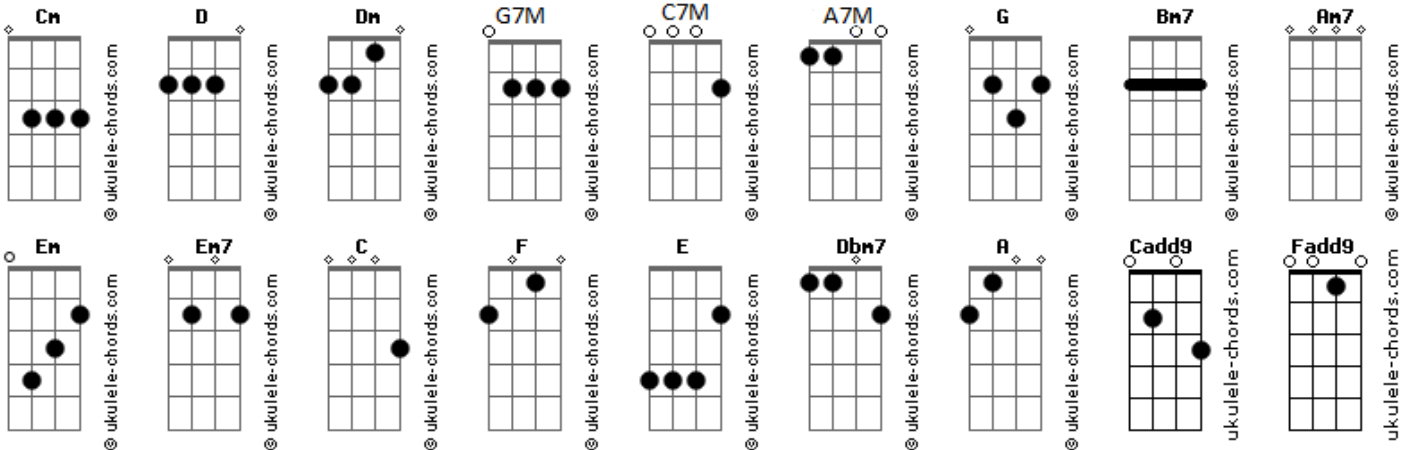 Cm D Dm G7M C7M A7M G Bm7 Am7
© ukulele-chords.com © ukulele-chords.com © ukulele-chords.com © ukulele-chords.com © ukulele-chords.com © ukulele-chords.com © ukulele-chords.com © ukulele-chords.com © ukulele-chords.com
Em Em7 C F E Dbm7 A Cadd9 Fadd9
© ukulele-chords.com © ukulele-chords.com © ukulele-chords.com © ukulele-chords.com © ukulele-chords.com © ukulele-chords.com © ukulele-chords.com ukulele-chords.com ukulele-chords.com